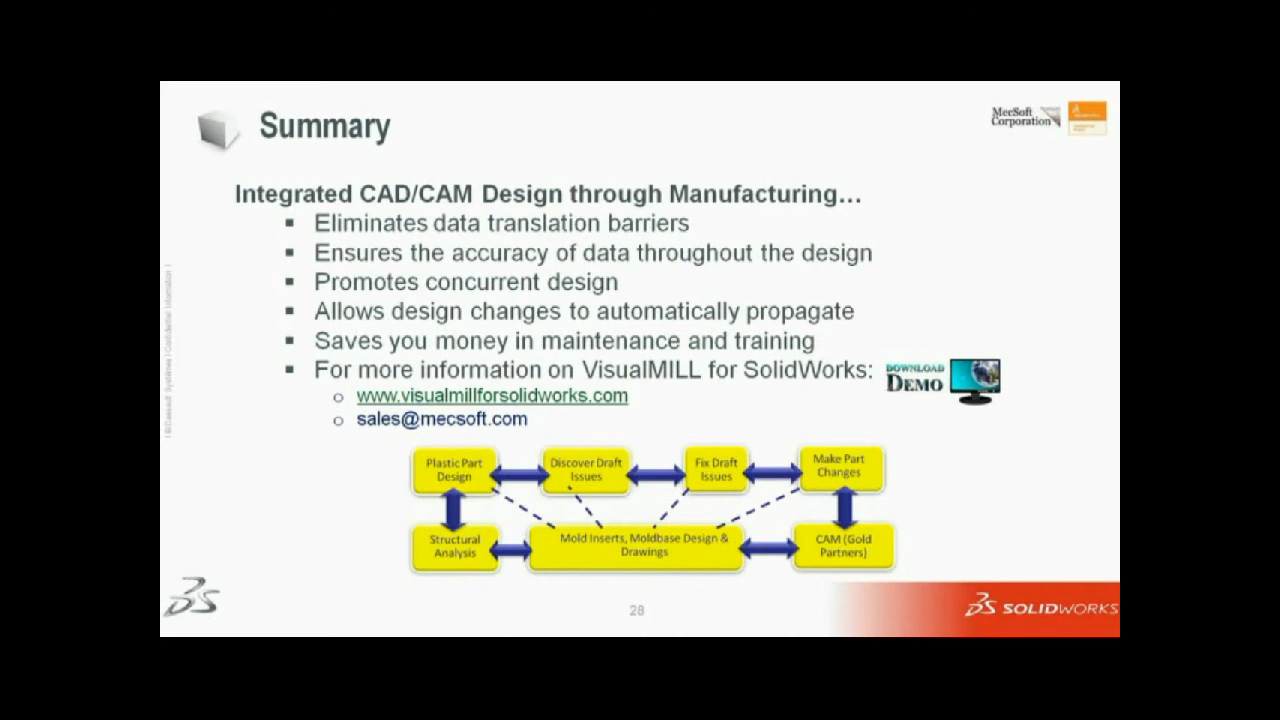 Summary
MecSoft
Corporation
Integrated CAD/CAM Design through Manufacturing…
▪ Eliminates data translation barriers
▪ Ensures the accuracy of data throughout the design
▪ Promotes concurrent design
▪ Allows design changes to automatically propagate
▪ Saves you money in maintenance and training
▪ For more information on VisualMILL for SolidWorks:
DOWNLOAD
DEMO
o www.visualmillforsolidworks.com
o sales@mecsoft.com
Plastic Part
Design
Discover Draft
Issues
Fix Draft
Issues
Make Part
Changes
Structural
Analysis
Mold Inserts, Moldbase Design &
Drawings
CAM (Gold
Partners)
Dassault Systèmes | Confidential Information |
28
SOLIDWORKS